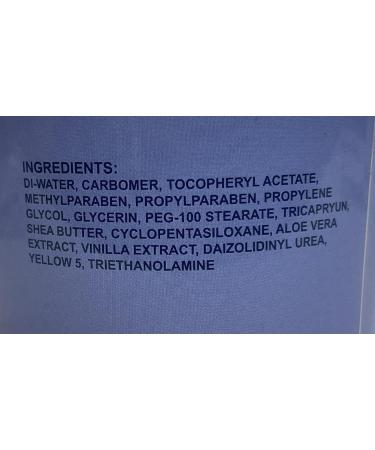 INGREDIENTS:
DI-WATER, CARBOMER, TOCOPHERYL ACETATE,
METHYLPARABEN, PROPYLPARABEN, PROPYLENE
GLYCOL, GLYCERIN, PEG-100 STEARATE, TRICAPRYUN,
SHEA BUTTER, CYCLOPENTASILOXANE, ALOE VERA
EXTRACT, VINILLA EXTRACT, DAIZOLIDINYL UREA,
YELLOW 5, TRIETHANOLAMINE